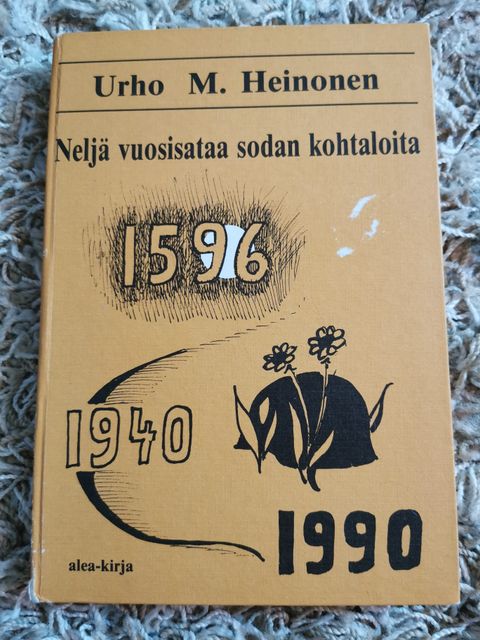 Urho M. Heinonen
Neljä vuosisataa sodan kohtaloita
1596
1940
1990
alea-kirja